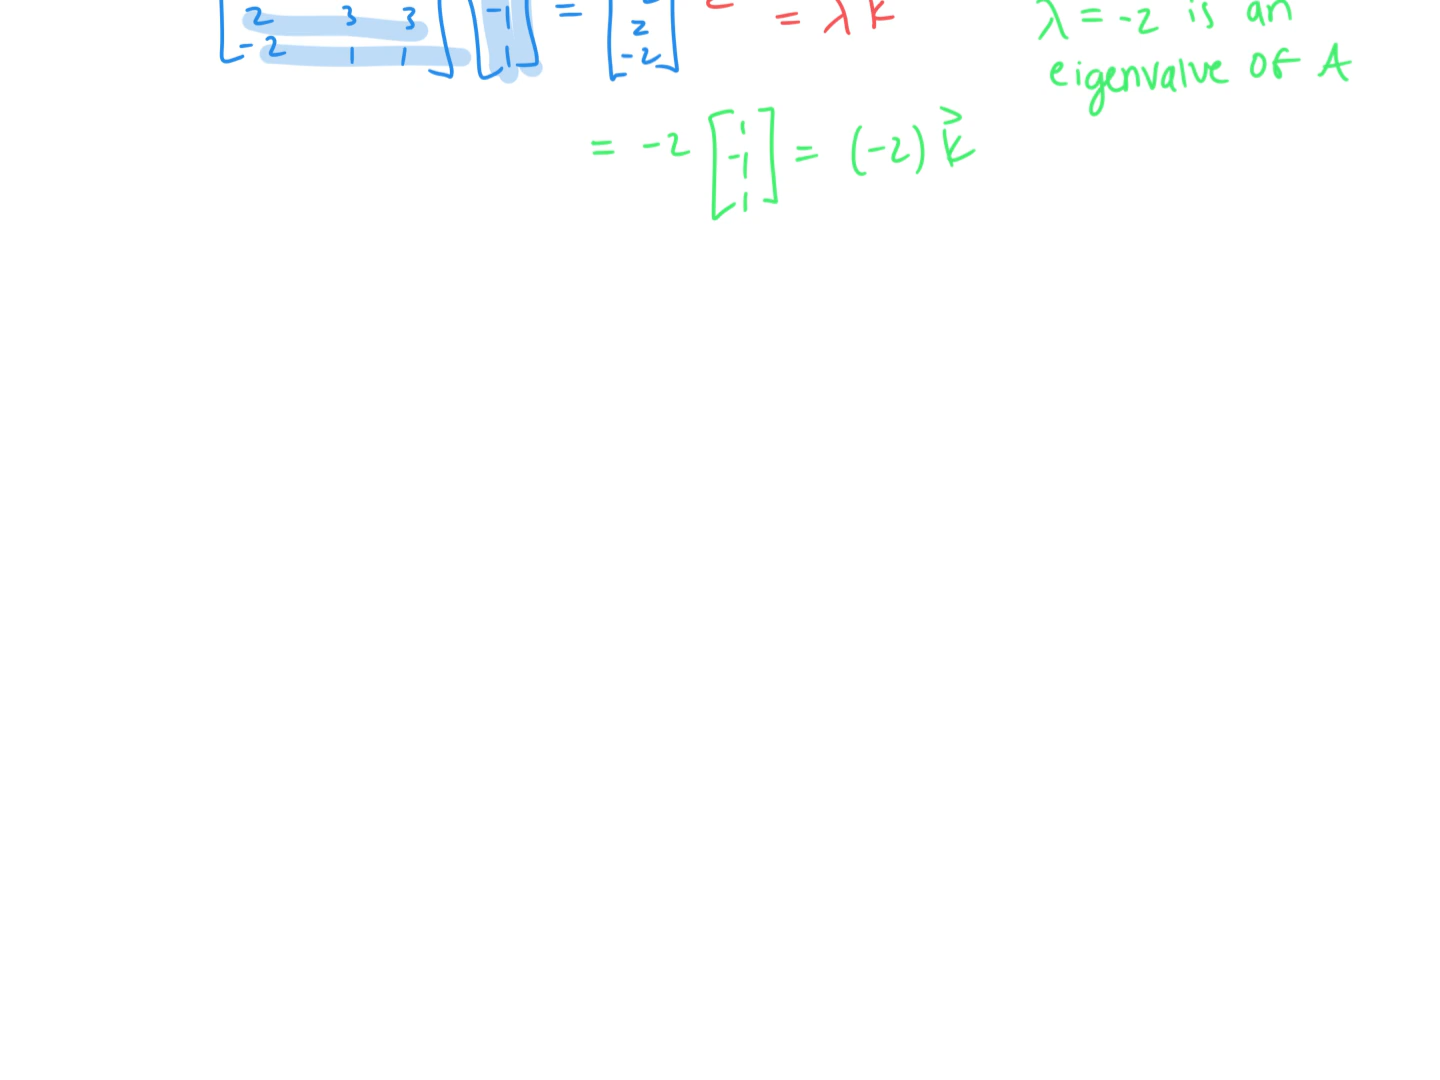 2 3 3 -1 = 2 = λ k λ = -2 is an
-2 1 1 1 -2 eigenvalue of A
= -2 [1 -1 1] = (-2) k⃗